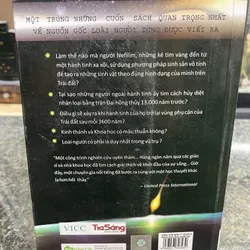 MỘT TRONG NHỮNG CUỐN SÁCH QUAN TRỌNG NHẤT
VỀ NGUỒN GỐC LOÀI NGƯỜI TỪNG ĐƯỢC VIẾT RA
Làm thế nào mà người Nefilim, những kẻ tìm vàng đến từ
một hành tinh xa xôi, sử dụng phương pháp sinh sản vô tính
để tạo ra những sinh vật theo đúng hình dạng của mình trên
Trái đất?
Tại sao những người ngoài hành tinh ấy tìm cách hủy diệt
nhân loại bằng trận Đại hồng thủy 13.000 năm trước?
Điều gì sẽ xảy ra khi hành tinh của họ trở lại vùng phụ cận của
Trái đất sau mỗi 3600 năm?
Kinh thánh và Khoa học có mâu thuẫn không?
Loài người có phải là duy nhất trong vũ trụ?
"Một công trình nghiên cứu uyên thâm... Hàng ngàn năm qua các giáo
sĩ và nhà khoa học đã tìm cách giải thích về khởi đầu của sự sống... Giờ
đây, một chuyên gia nổi tiếng đã bước ra cùng với một học thuyết khác
lạ hơn hết thảy."
– United Press International
VICC
TiaSáng